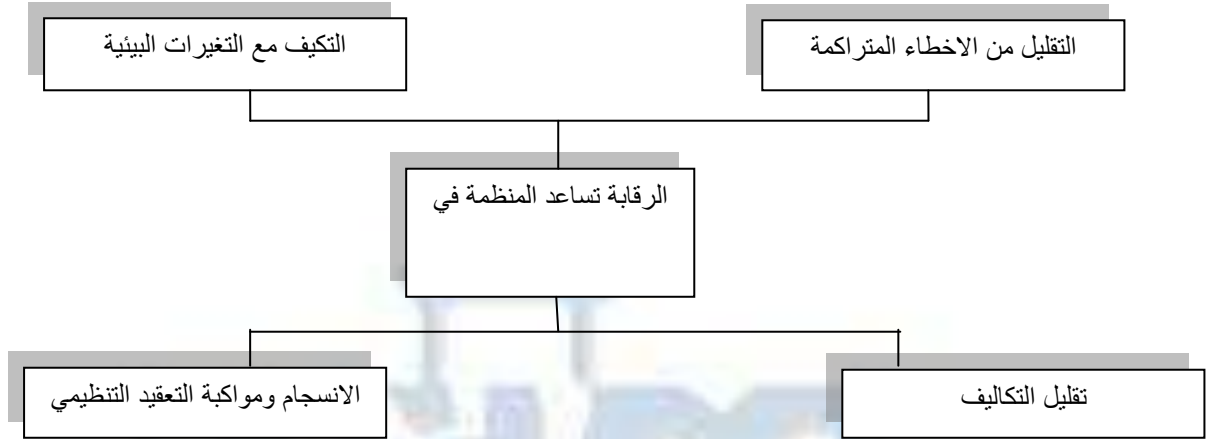 التقليل من الاخطاء المتراكمة
التكيف مع التغيرات البيئية
الرقابة تساعد المنظمة في
تقليل التكاليف
الانسجام ومواكبة التعقيد التنظيمي